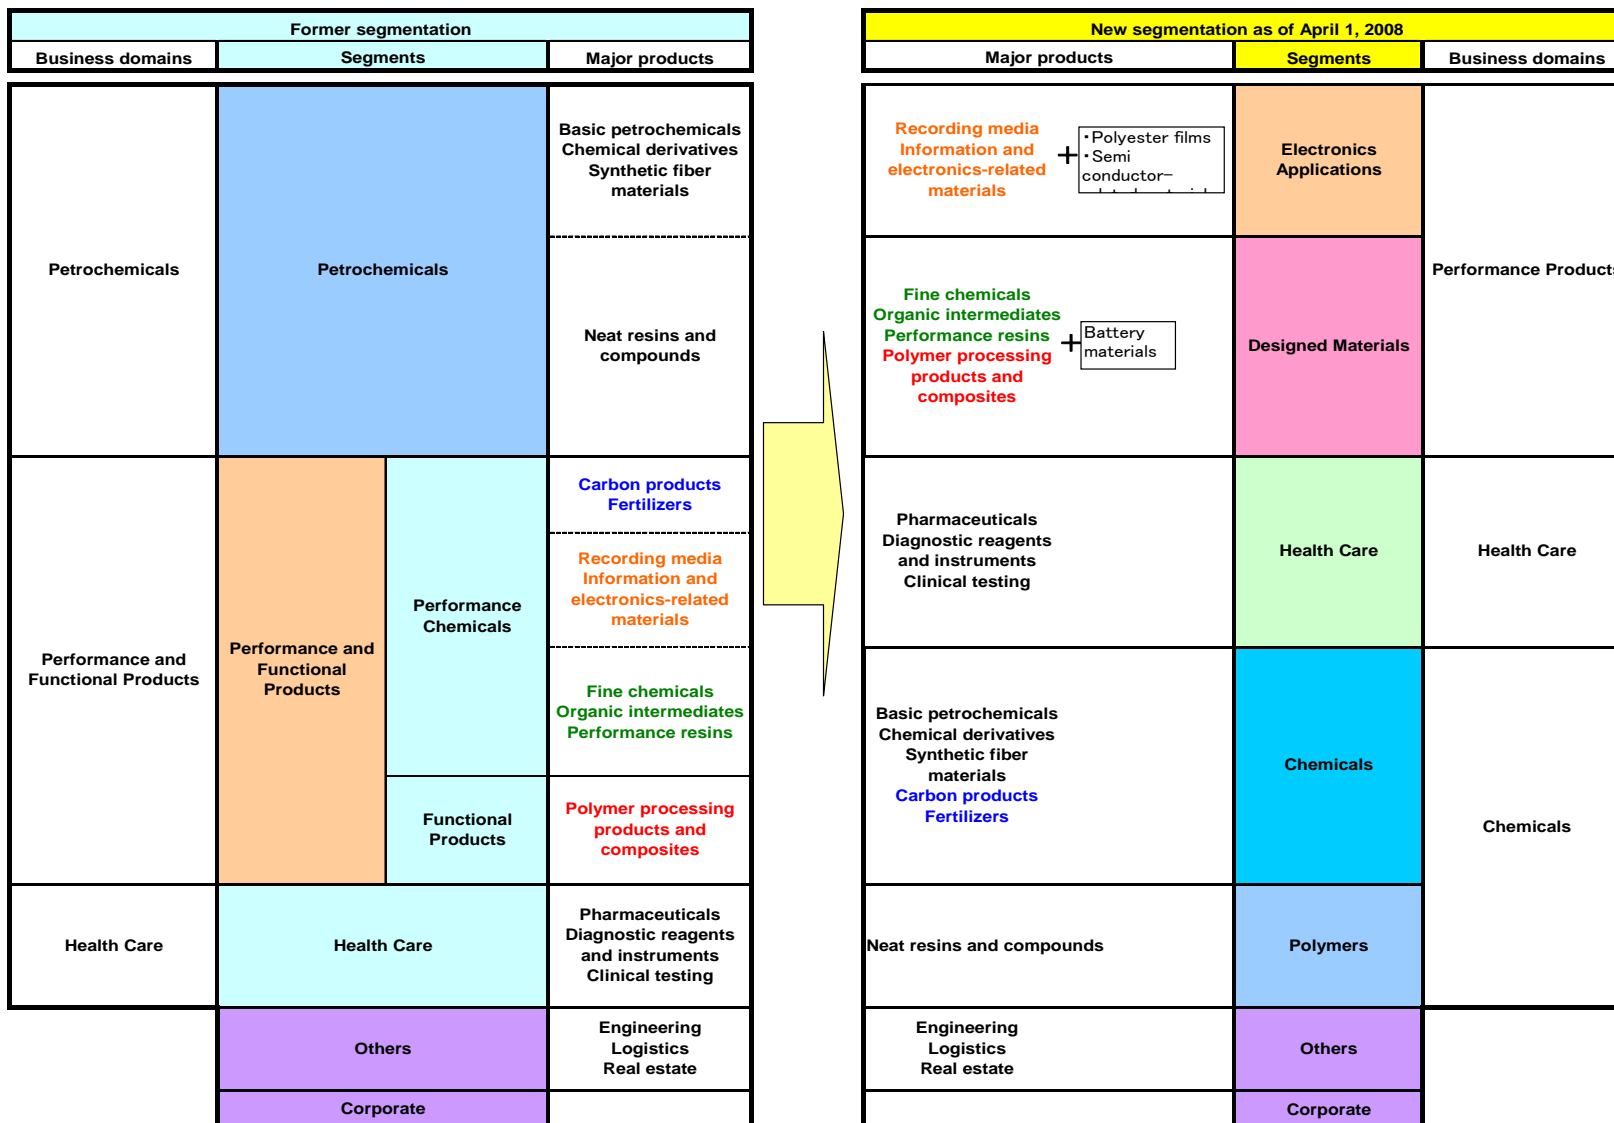 Former segmentation
Business domains
Segments
Major products
Petrochemicals
Petrochemicals
Basic petrochemicals
Chemical derivatives
Synthetic fiber
materials
Neat resins and
compounds
Performance and
Functional Products
Performance and
Functional
Products
Performance
Chemicals
Carbon products
Fertilizers
Recording media
Information and
electronics-related
materials
Fine chemicals
Organic intermediates
Performance resins
Functional
Products
Polymer processing
products and
composites
Health Care
Health Care
Pharmaceuticals
Diagnostic reagents
and instruments
Clinical testing
Others
Engineering
Logistics
Real estate
Corporate
New segmentation as of April 1, 2008
Major products
Segments
Business domains
Recording media
Information and
electronics-related
materials
+
・Polyester films
・Semi
conductor-
Electronics
Applications
Performance Products
Fine chemicals
Organic intermediates
Performance resins
Polymer processing
products and
composites
+
Battery
materials
Designed Materials
Pharmaceuticals
Diagnostic reagents
and instruments
Clinical testing
Health Care
Health Care
Basic petrochemicals
Chemical derivatives
Synthetic fiber
materials
Carbon products
Fertilizers
Chemicals
Chemicals
Neat resins and compounds
Polymers
Engineering
Logistics
Real estate
Others
Corporate